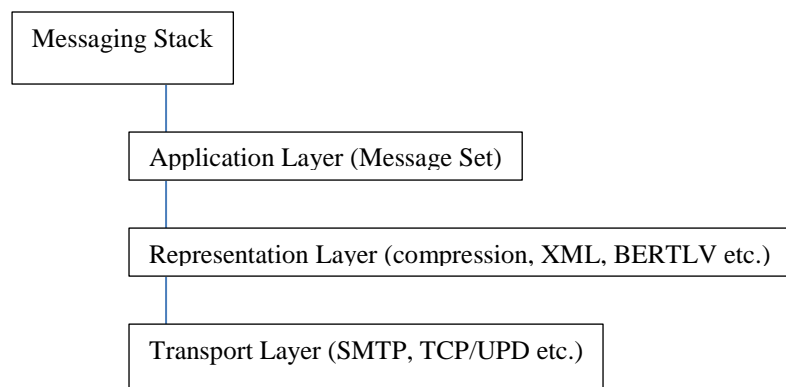 Messaging Stack
Application Layer (Message Set)
Representation Layer (compression, XML, BERTLV etc.)
Transport Layer (SMTP, TCP/UPD etc.)